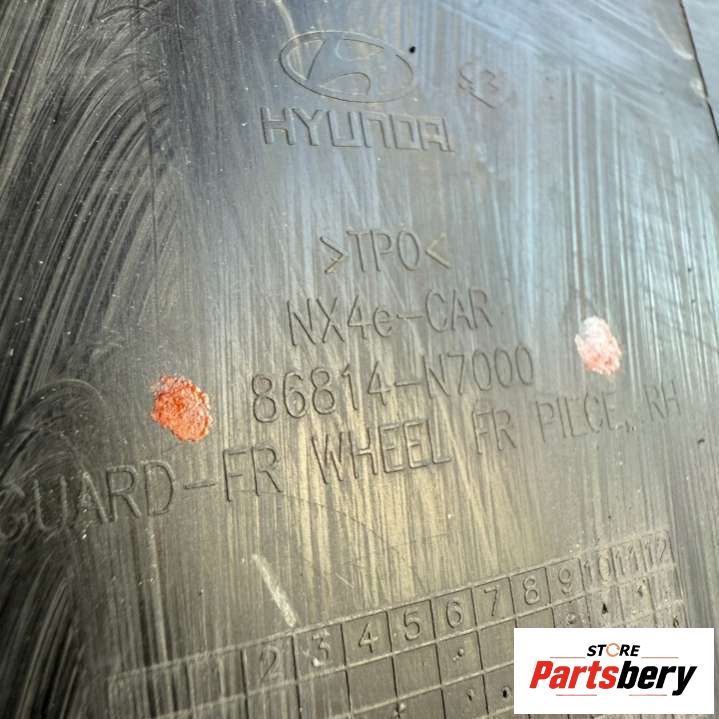 HYUNDAI
>TPO<
NX4e-CAR
86814-N7000
GUARD-FR WHEEL FR PIECE, RH
1 2 3 4 5 6 7 8 9 10 11 12
STORE
Partsbery